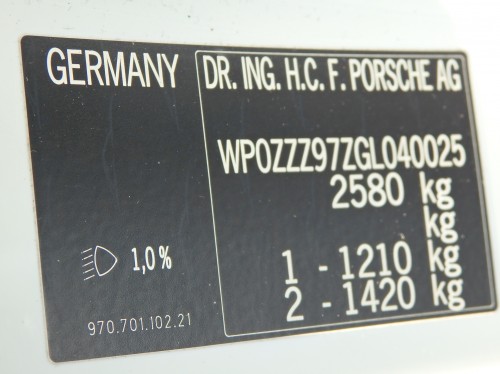 GERMANY
DR. ING. H.C. F. PORSCHE AG
WP0ZZZ97ZGL040025
2580 kg
kg
1 - 1210 kg
2 - 1420 kg
1,0%
970.701.102.21